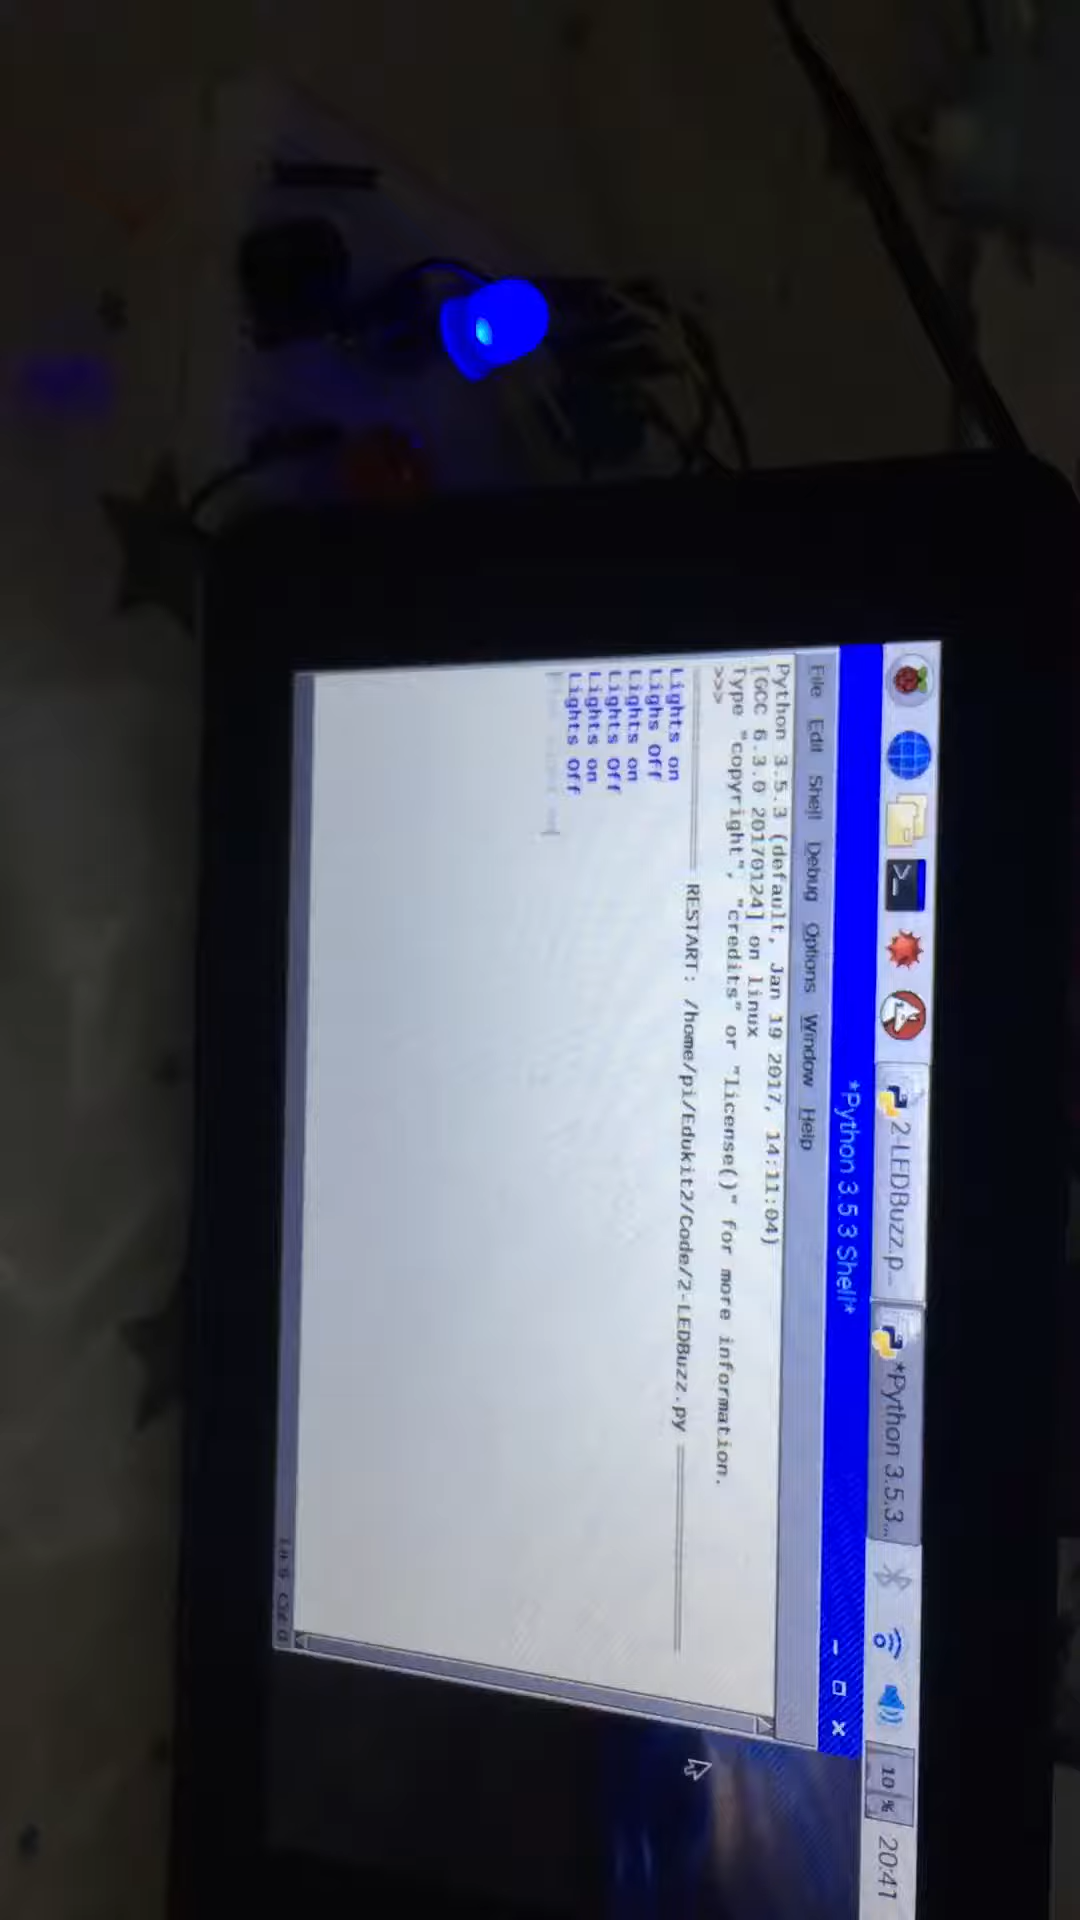 2-LEDBuzz.p...
*Python 3.5.3...
10 %
20:41
*Python 3.5.3 Shell*
File Edit Shell Debug Options Window Help
Python 3.5.3 (default, Jan 19 2017, 14:11:04)
[GCC 6.3.0 20170124] on linux
Type "copyright", "credits" or "license()" for more information.
>>>
RESTART: /home/pi/Edukit2/Code/2-LEDBuzz.py
Lights on
Lighs Off
Lights on
Lights Off
Lights on
Lights Off